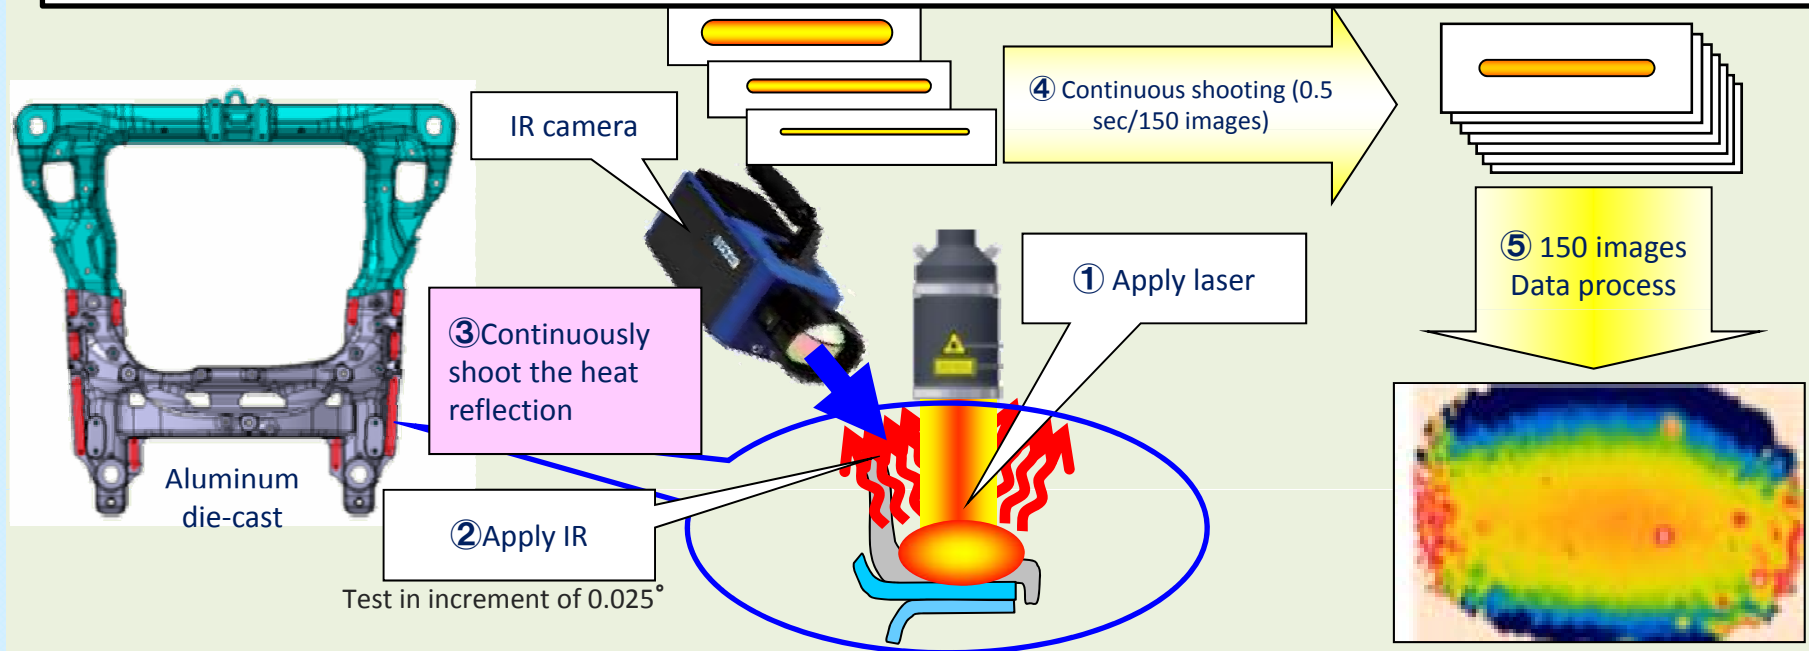 ④ Continuous shooting (0.5
sec/150 images)
IR camera
① Apply laser
⑤ 150 images
Data process
③Continuously
shoot the heat
reflection
Aluminum
die-cast
②Apply IR
Test in increment of 0.025°